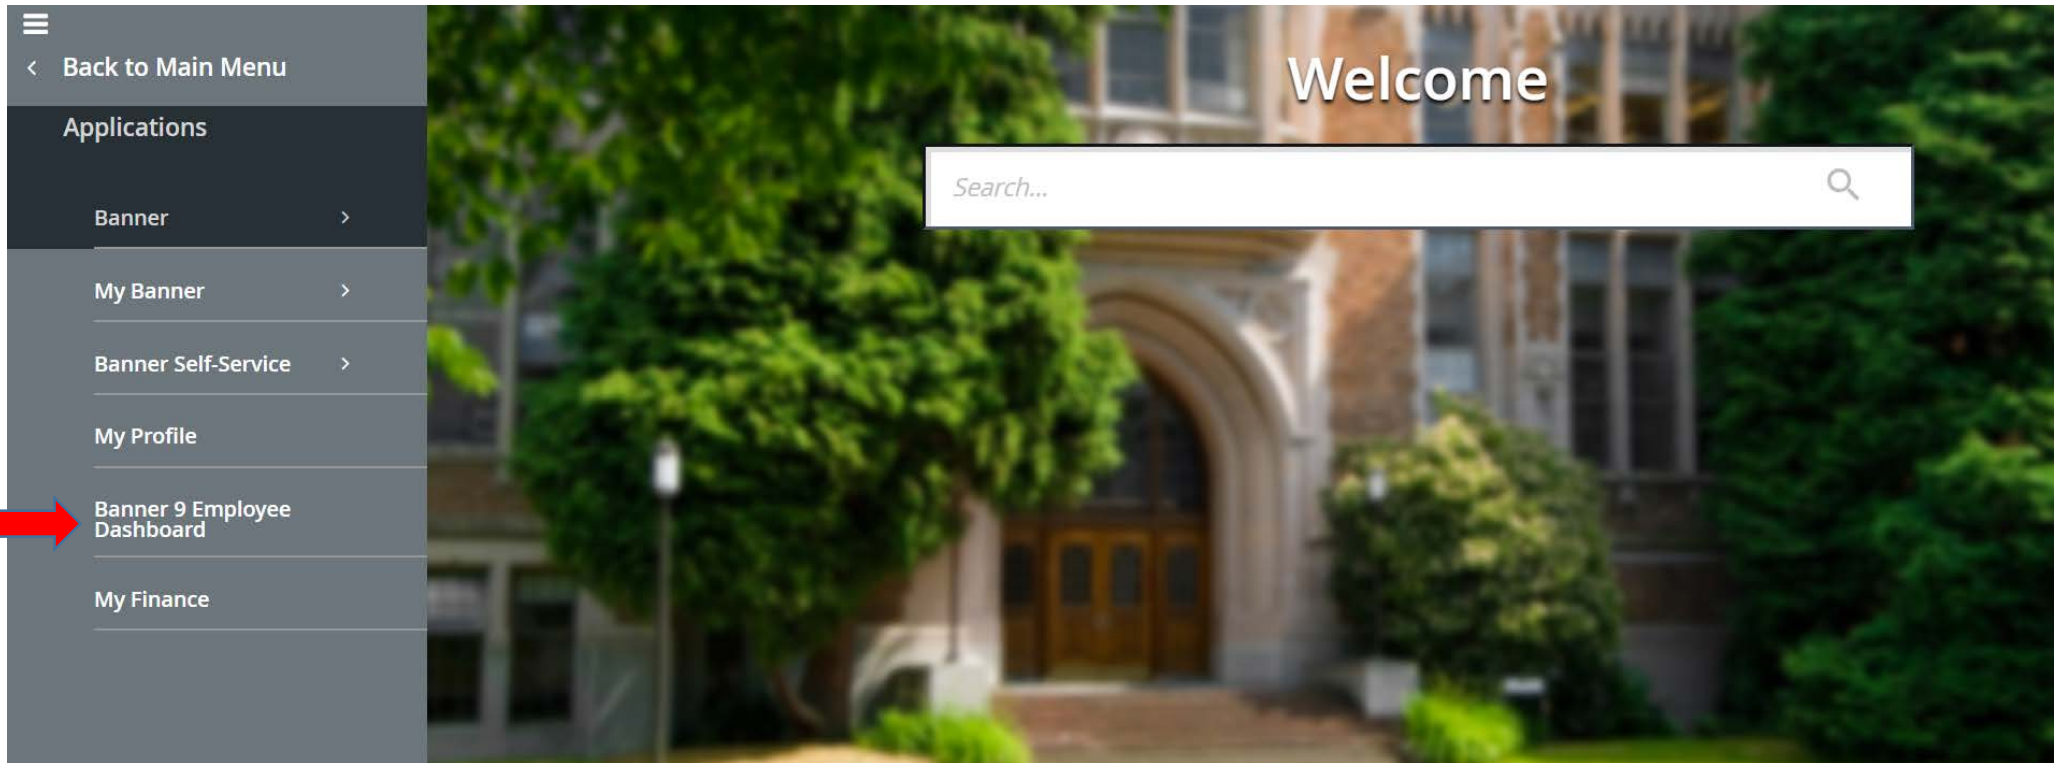 Back to Main Menu
Applications
Banner
My Banner
Banner Self-Service
My Profile
Banner 9 Employee
Dashboard
My Finance
Welcome
Search...